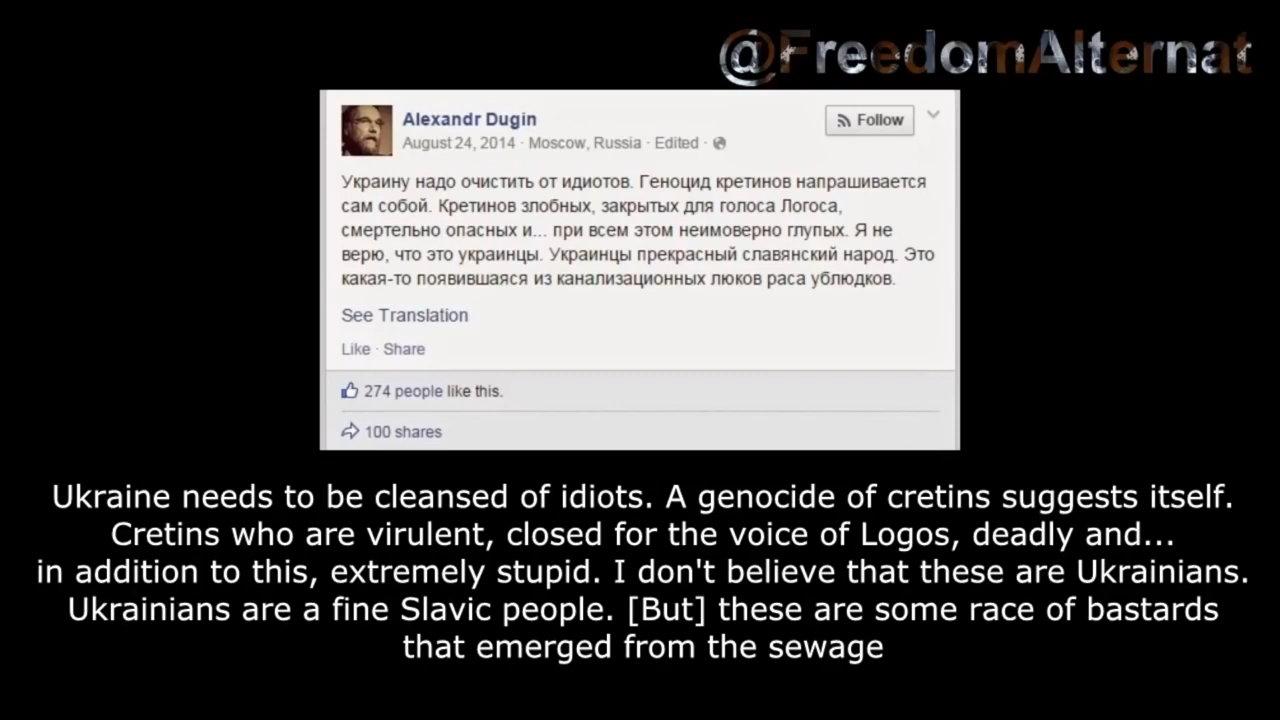 @FreedomAlternat
Alexandr Dugin
Follow
August 24, 2014 · Moscow, Russia · Edited ·
Украину надо очистить от идиотов. Геноцид кретинов напрашивается
сам собой. Кретинов злобных, закрытых для голоса Логоса,
смертельно опасных и... при всем этом неимоверно глупых. Я не
верю, что это украинцы. Украинцы прекрасный славянский народ. Это
какая-то появившаяся из канализационных люков раса ублюдков.
See Translation
Like · Share
274 people like this.
100 shares
Ukraine needs to be cleansed of idiots. A genocide of cretins suggests itself.
Cretins who are virulent, closed for the voice of Logos, deadly and...
in addition to this, extremely stupid. I don't believe that these are Ukrainians.
Ukrainians are a fine Slavic people. [But] these are some race of bastards
that emerged from the sewage